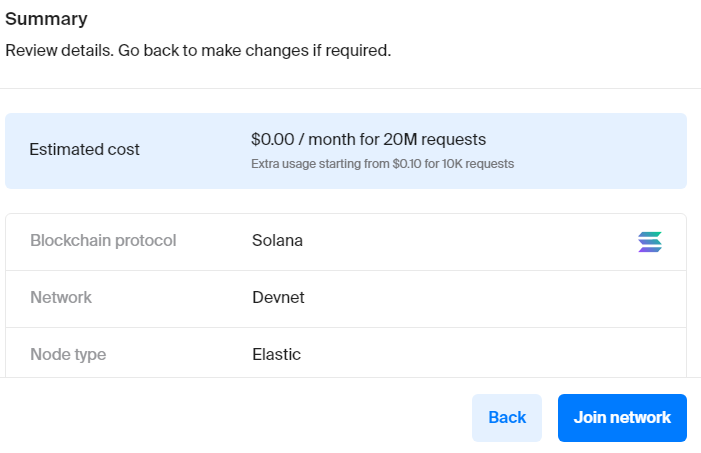 Summary
Review details. Go back to make changes if required.
Estimated cost
$0.00 / month for 20M requests
Extra usage starting from $0.10 for 10K requests
Blockchain protocol Solana
Network Devnet
Node type Elastic
Back Join network